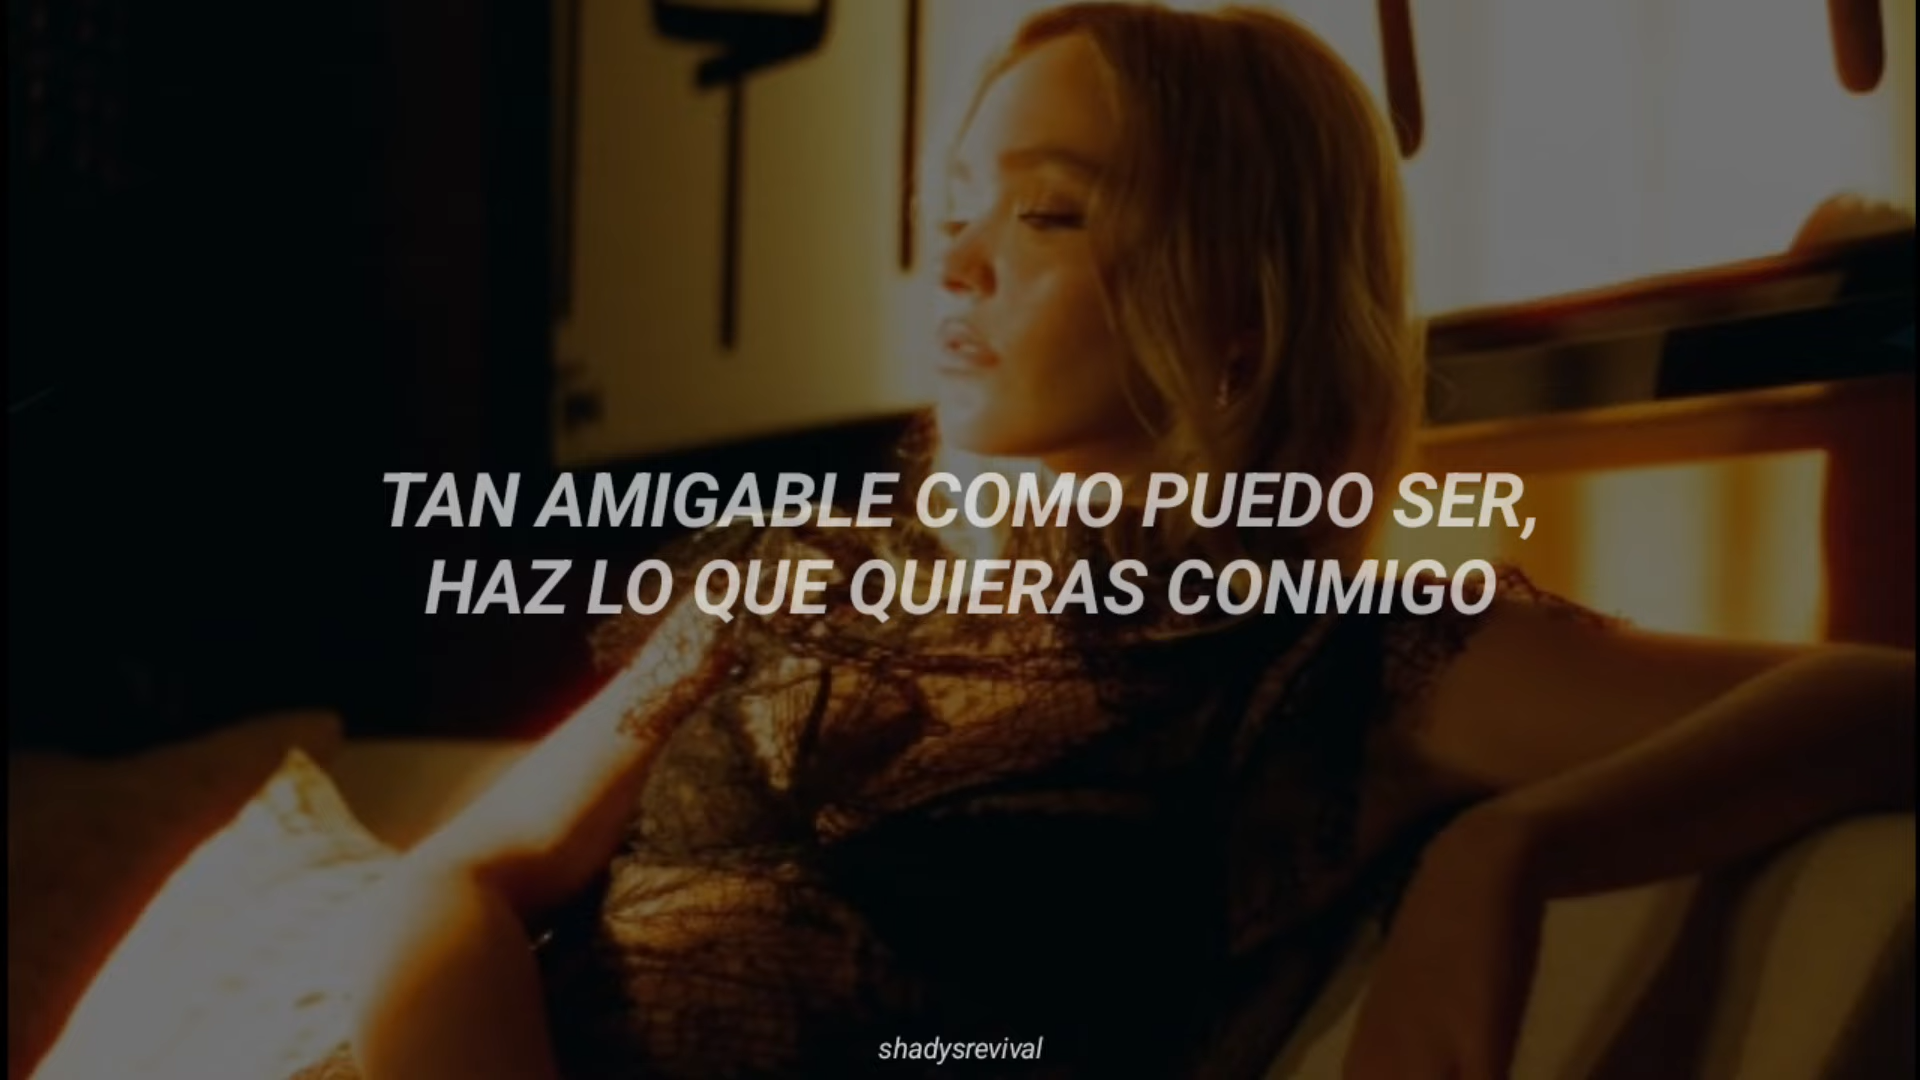 TAN AMIGABLE COMO PUEDO SER,
HAZ LO QUE QUIERAS CONMIGO
shadysrevival